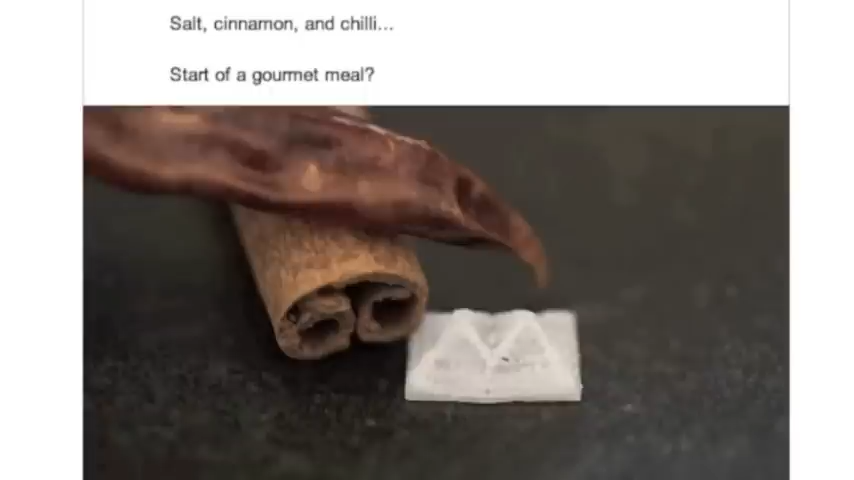 Salt, cinnamon, and chilli...
Start of a gourmet meal?